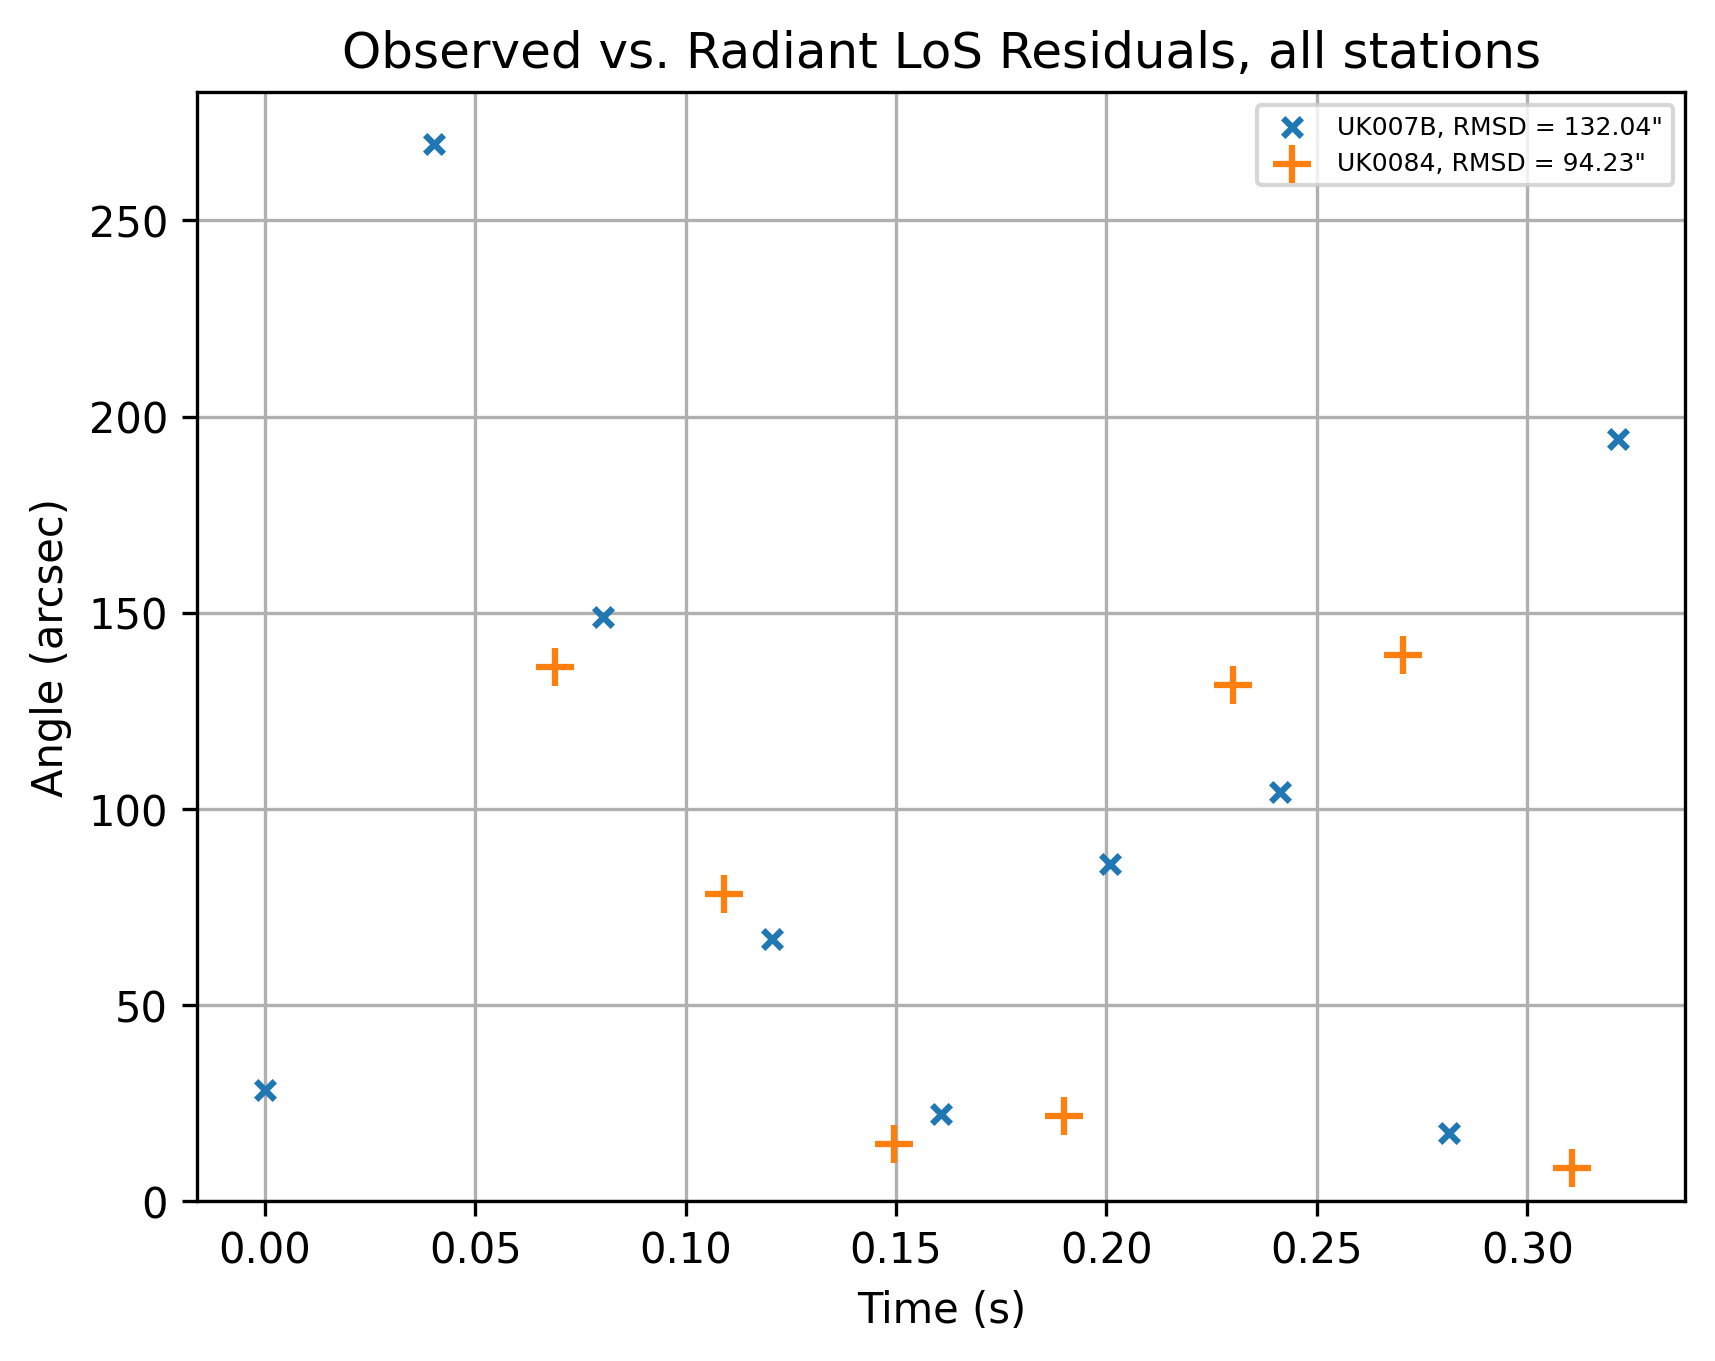 Observed vs. Radiant LoS Residuals, all stations
UK007B, RMSD = 132.04"
UK0084, RMSD = 94.23"
250
200
150
100
50
0
Angle (arcsec)
0.00 0.05 0.10 0.15 0.20 0.25 0.30
Time (s)